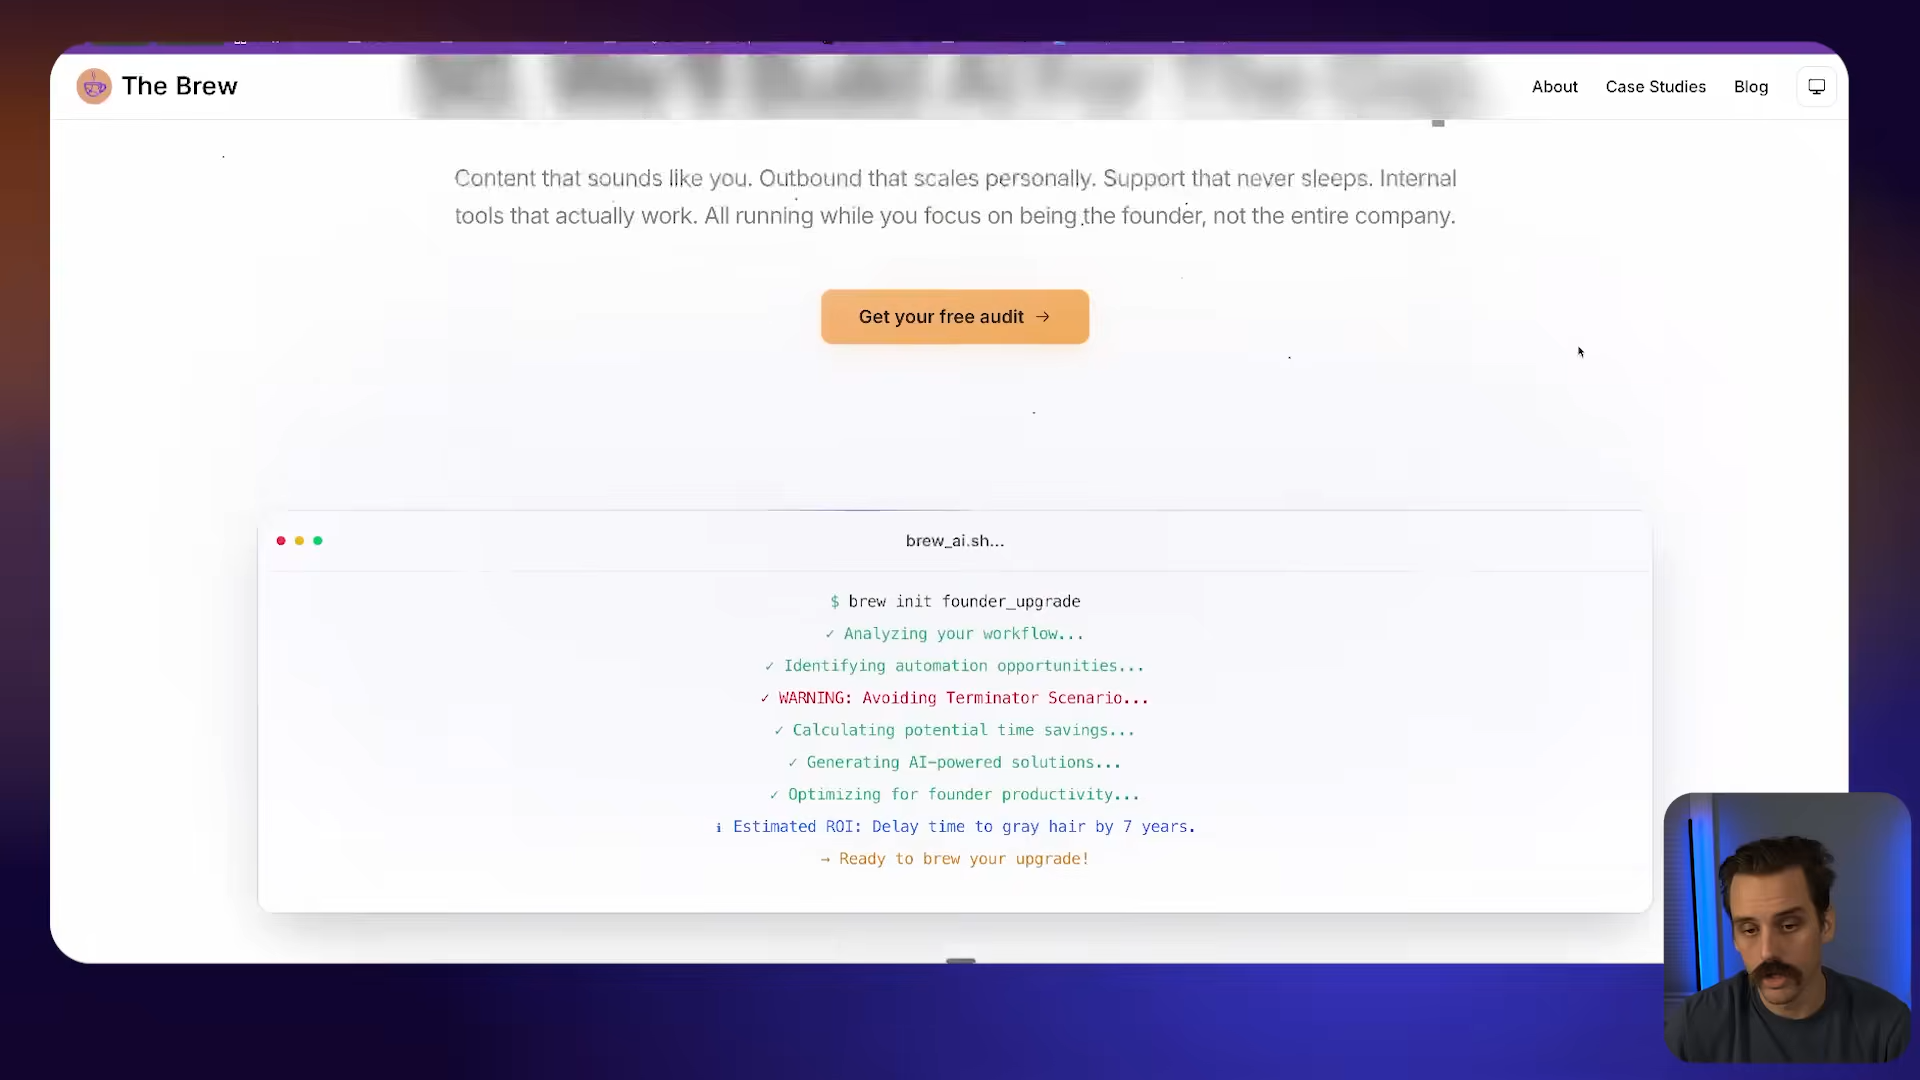 The Brew
About
Case Studies
Blog
Content that sounds like you. Outbound that scales personally. Support that never sleeps. Internal
tools that actually work. All running while you focus on being the founder, not the entire company.
Get your free audit →
brew_ai.sh...
$ brew init founder_upgrade
✓ Analyzing your workflow...
✓ Identifying automation opportunities...
✓ WARNING: Avoiding Terminator Scenario...
✓ Calculating potential time savings...
✓ Generating AI-powered solutions...
✓ Optimizing for founder productivity...
ℹ Estimated ROI: Delay time to gray hair by 7 years.
→ Ready to brew your upgrade!